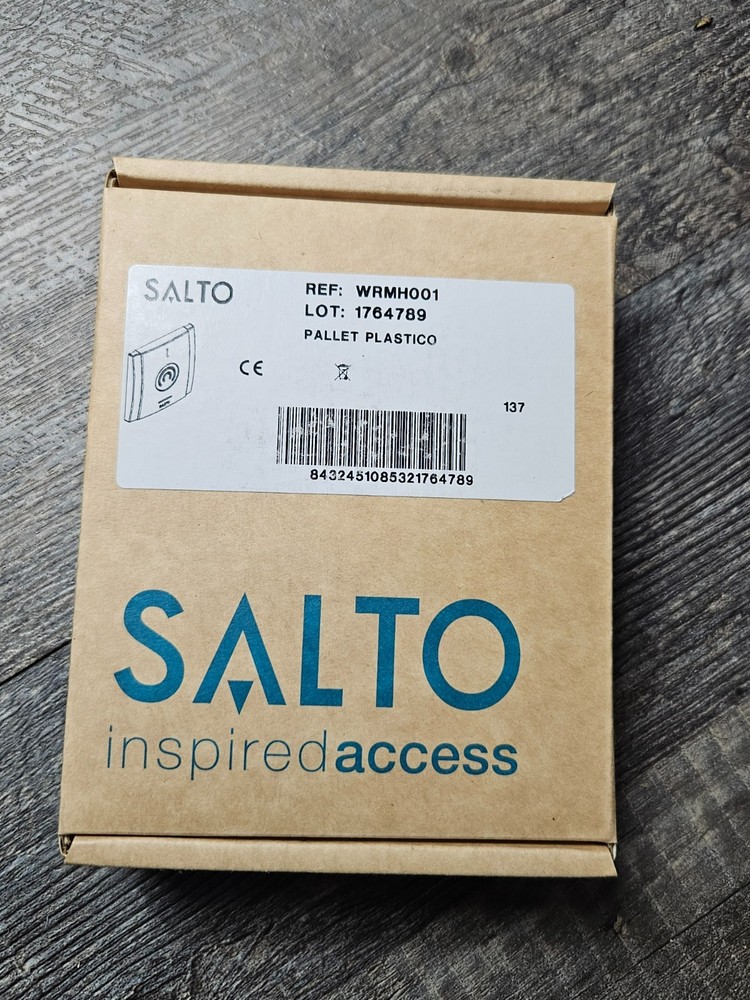 SALTO
REF: WRMH001
LOT: 1764789
PALLET PLASTICO
CE
137
8432451085321764789
SALTO
inspiredaccess